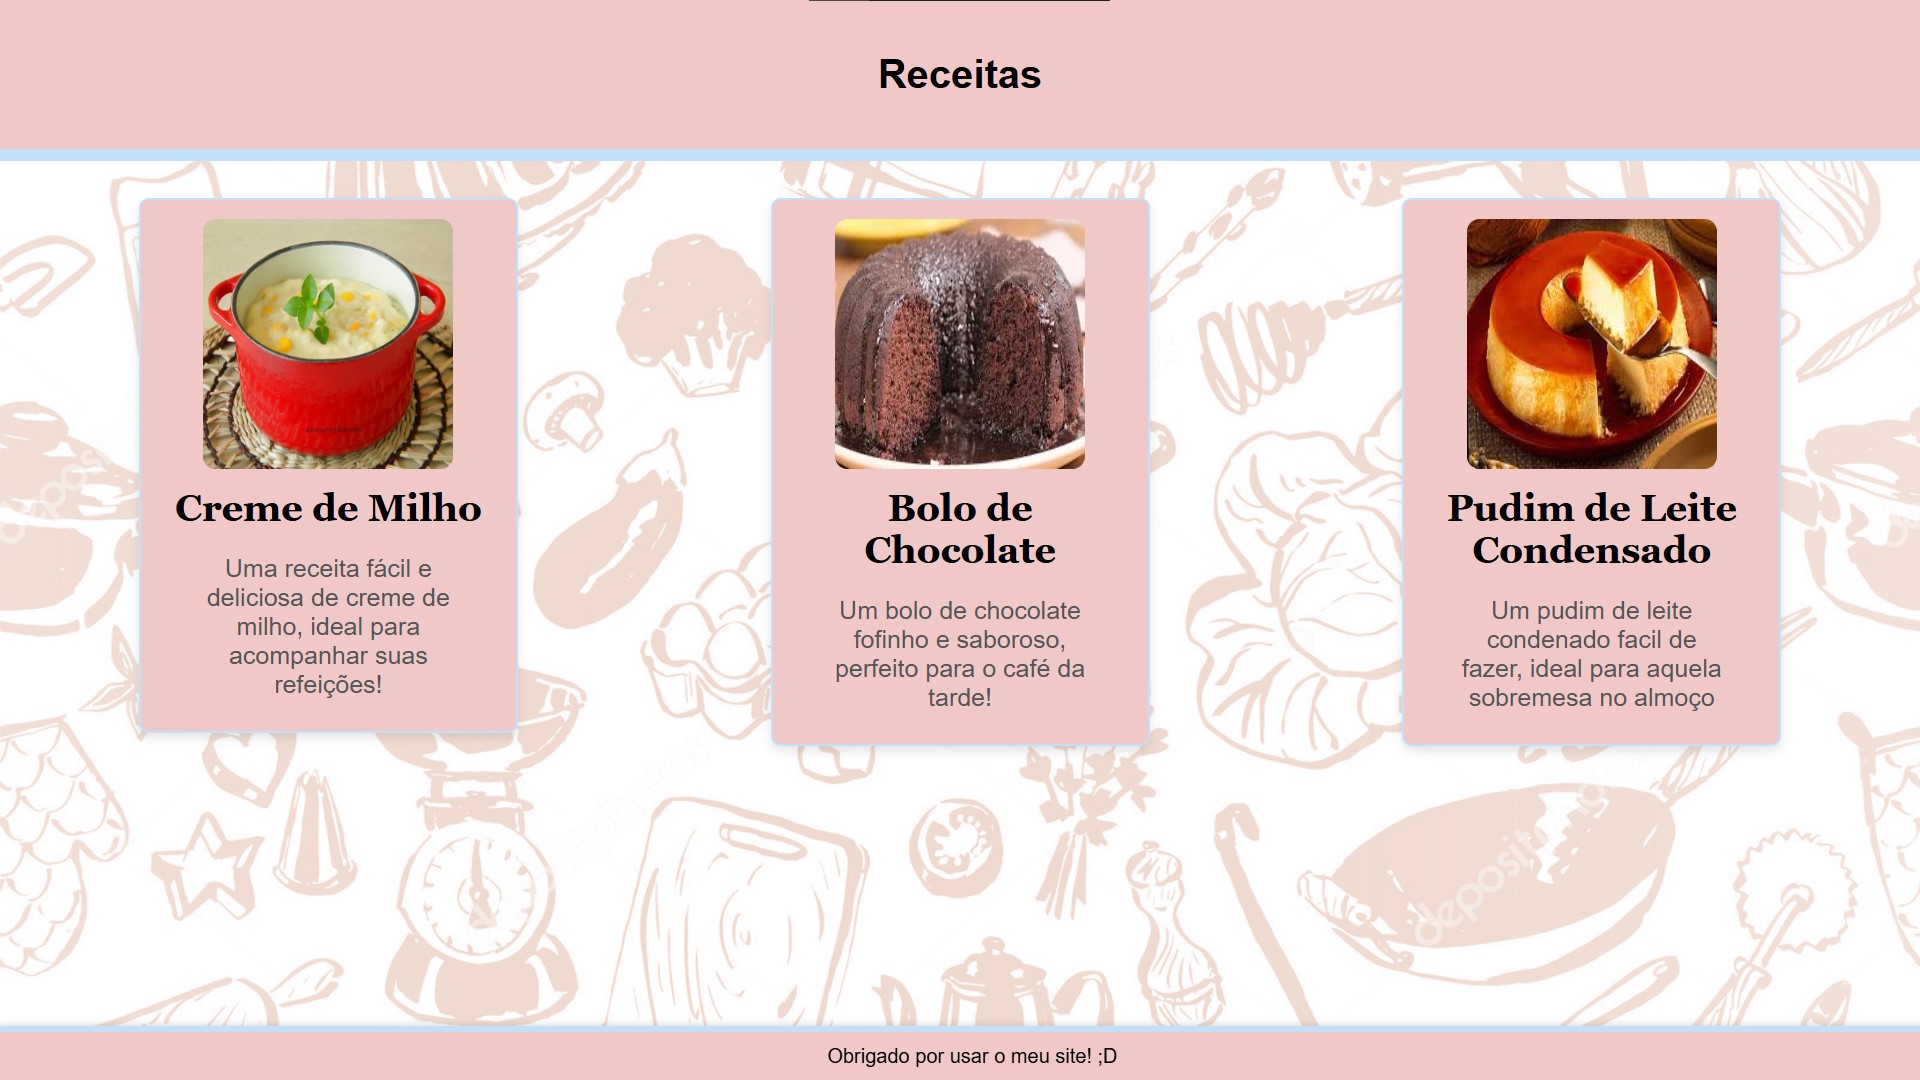 Receitas
Creme de Milho
Uma receita fácil e
deliciosa de creme de
milho, ideal para
acompanhar suas
refeições!
Bolo de
Chocolate
Um bolo de chocolate
fofinho e saboroso,
perfeito para o café da
tarde!
Pudim de Leite
Condensado
Um pudim de leite
condenado facil de
fazer, ideal para aquela
sobremesa no almoço
Obrigado por usar o meu site! ;D